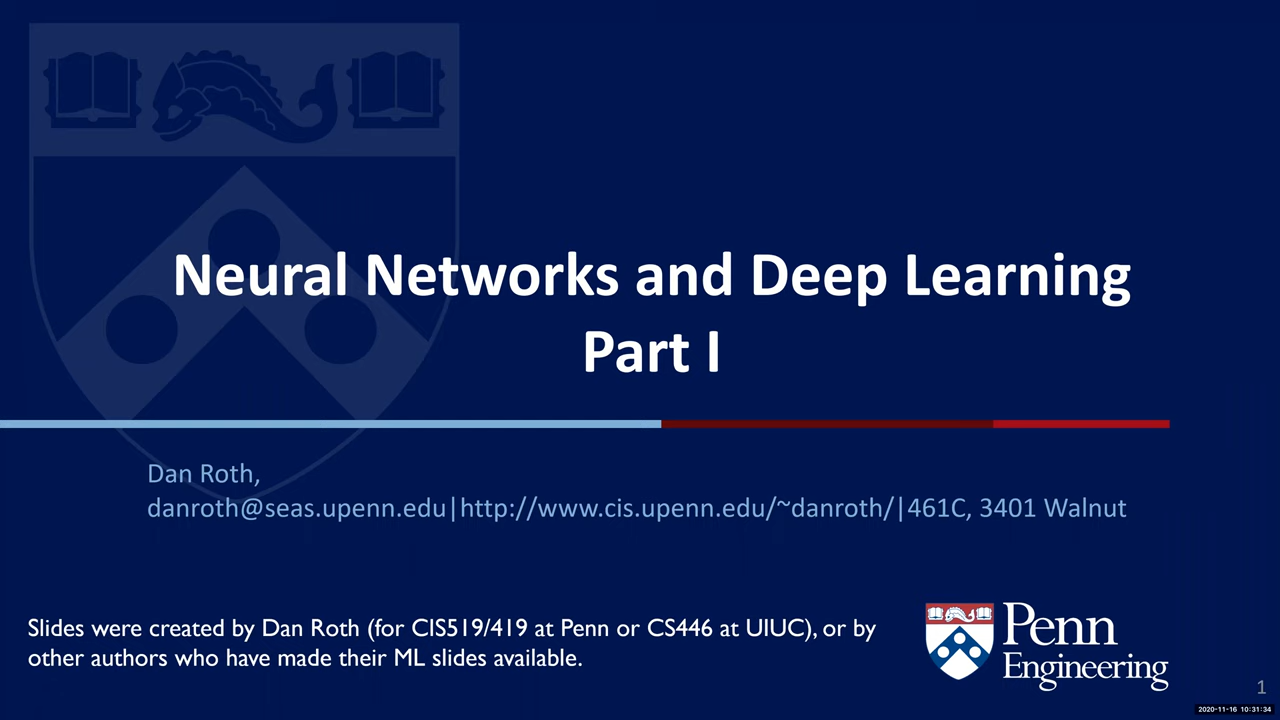 Neural Networks and Deep Learning
Part I
Dan Roth,
danroth@seas.upenn.edu|http://www.cis.upenn.edu/~danroth/|461C, 3401 Walnut
Slides were created by Dan Roth (for CIS519/419 at Penn or CS446 at UIUC), or by
other authors who have made their ML slides available.
Penn
Engineering
1
2020-11-16 10:31:34